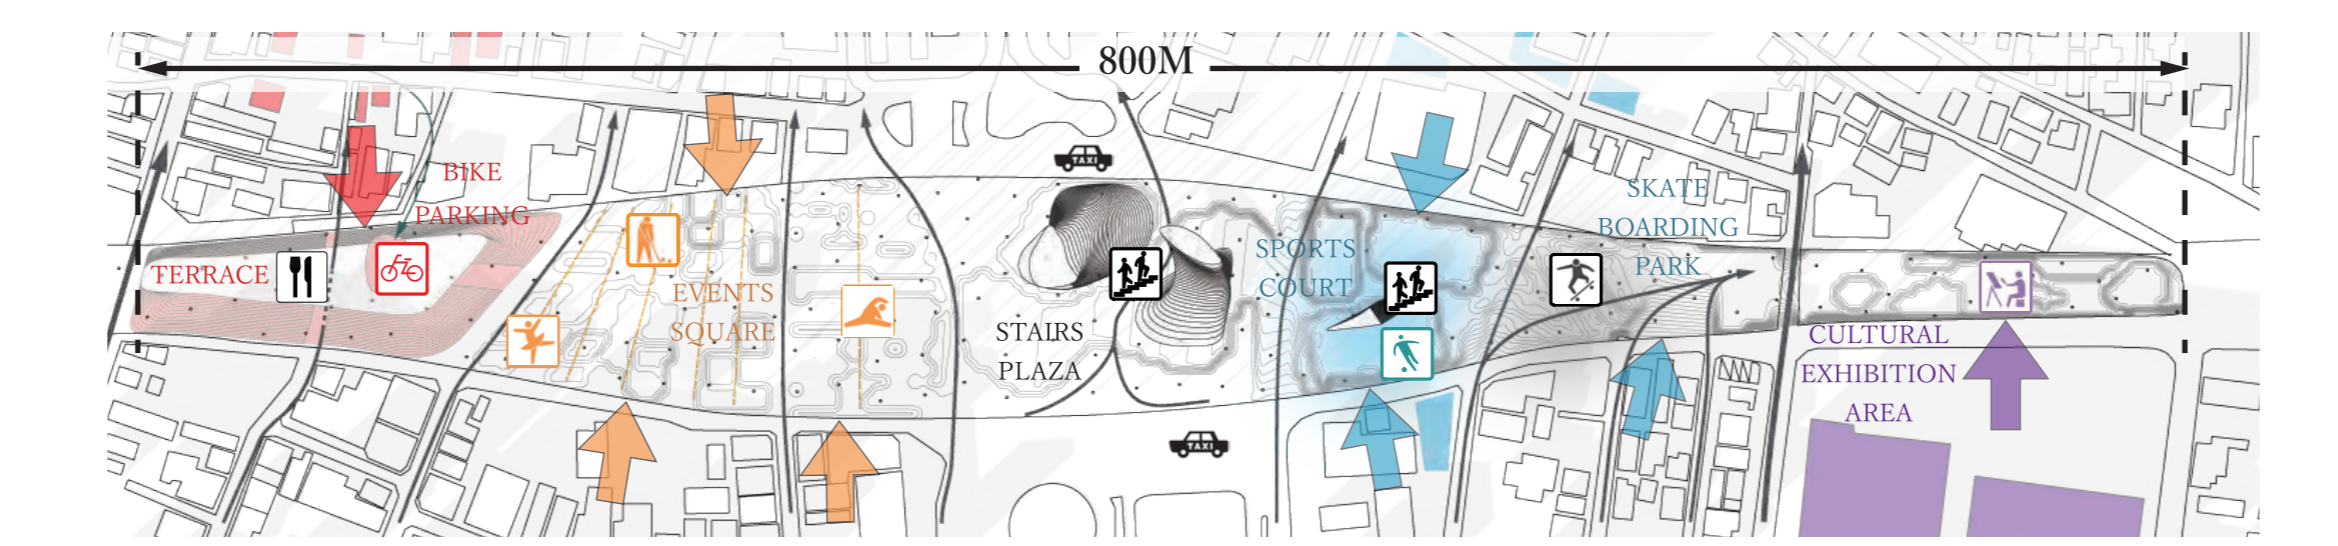 800M
BIKE
PARKING
TERRACE
EVENTS
SQUARE
TAXI
STAIRS
PLAZA
TAXI
SPORTS
COURT
SKATE
BOARDING
PARK
CULTURAL
EXHIBITION
AREA